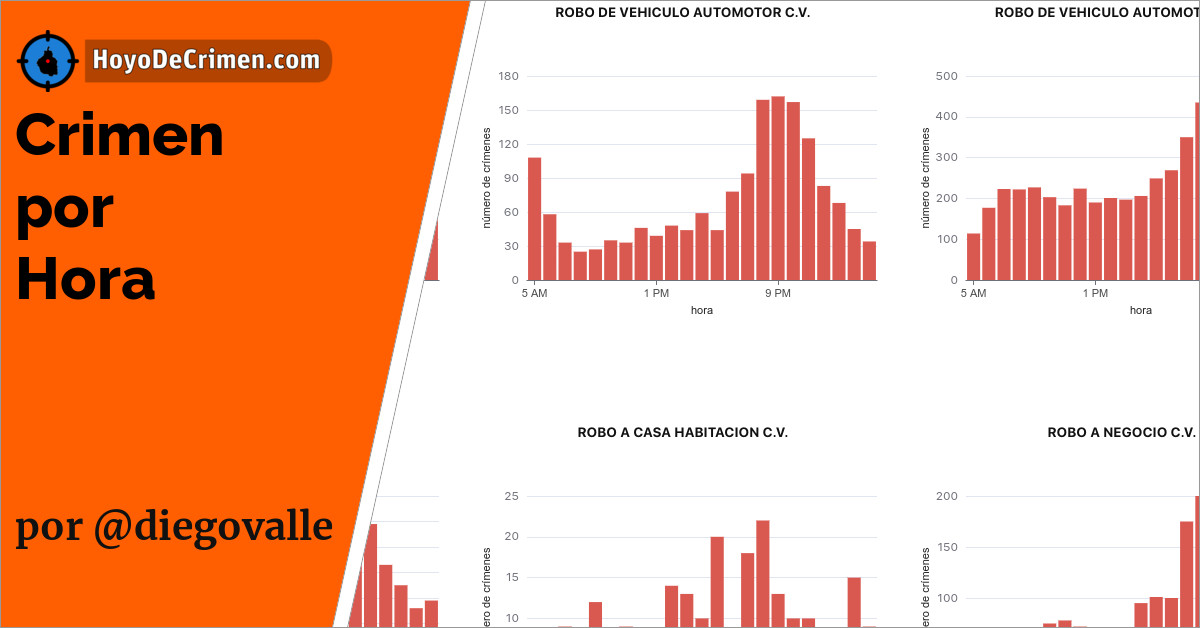 HoyoDeCrimen.com
Crimen
por
Hora
por @diegovalle
ROBO DE VEHICULO AUTOMOTOR C.V.
180
150
120
90
60
30
0
número de crímenes
5 AM
1 PM
9 PM
hora
ROBO DE VEHICULO AUTOMOT
500
400
300
200
100
0
número de crímenes
5 AM
1 PM
hora
ROBO A CASA HABITACION C.V.
25
20
15
10
ero de crímenes
ROBO A NEGOCIO C.V.
200
150
100
ero de crímenes